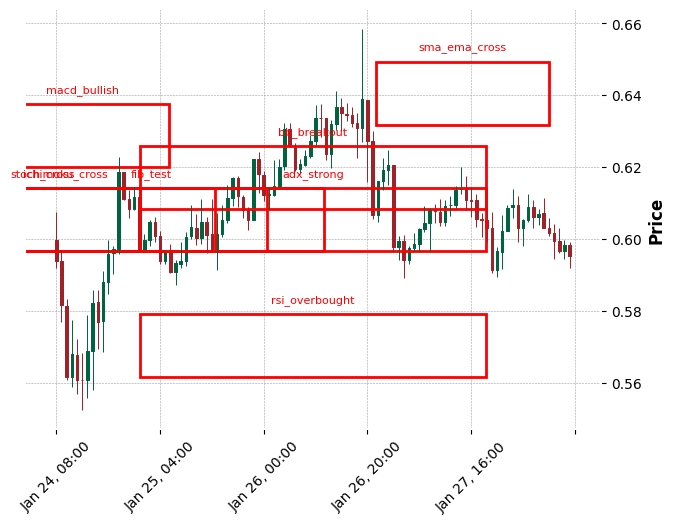 0.66
sma_ema_cross
macd_bullish
0.64
bb_breakout
0.62
fib_test
adx_strong
0.60
Price
rsi_overbought
0.58
0.56
Jan 24, 08:00
Jan 25, 04:00
Jan 26, 00:00
Jan 26, 20:00
Jan 27, 16:00